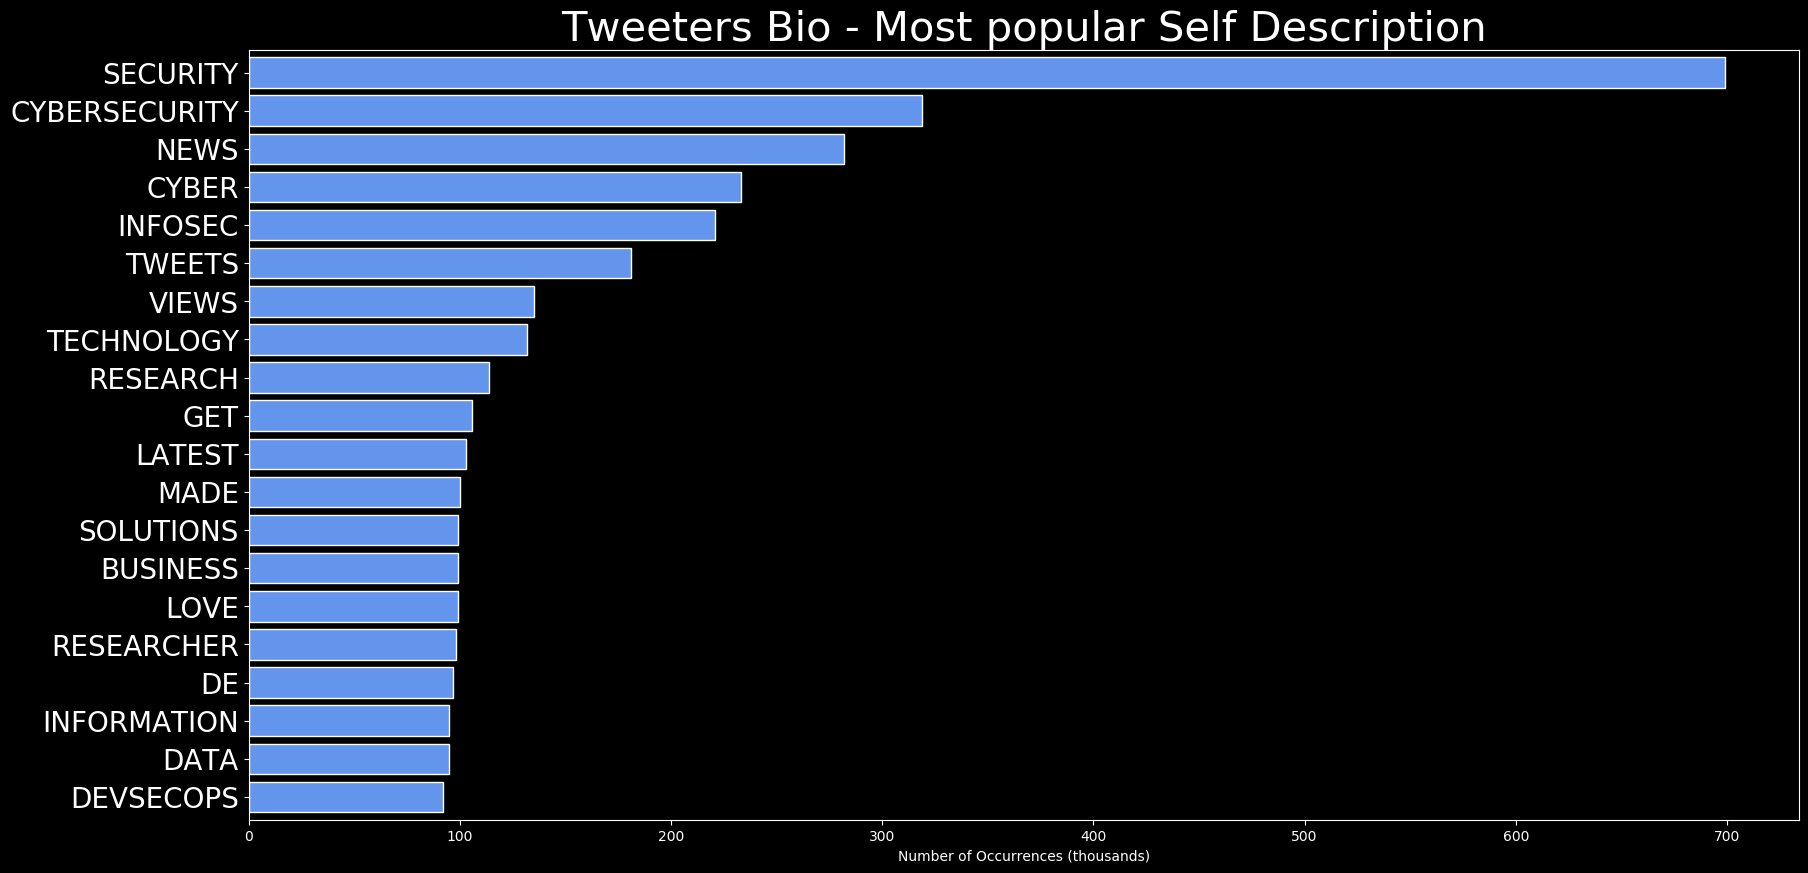 Tweeters Bio - Most popular Self Description
SECURITY
CYBERSECURITY
NEWS
CYBER
INFOSEC
TWEETS
VIEWS
TECHNOLOGY
RESEARCH
GET
LATEST
MADE
SOLUTIONS
BUSINESS
LOVE
RESEARCHER
DE
INFORMATION
DATA
DEVSECOPS
0 100 200 300 400 500 600 700
Number of Occurrences (thousands)